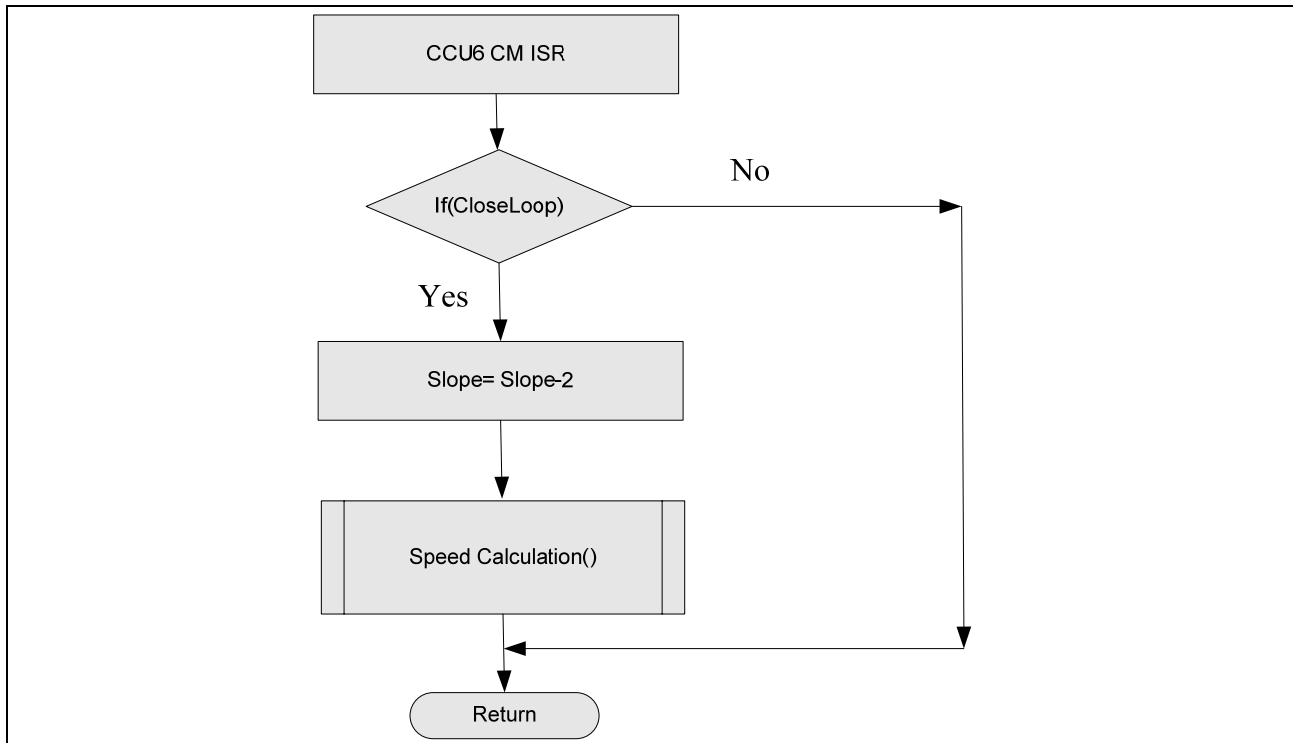 CCU6 CM ISR
If(CloseLoop)
No
Yes
Slope= Slope-2
Speed Calculation()
Return